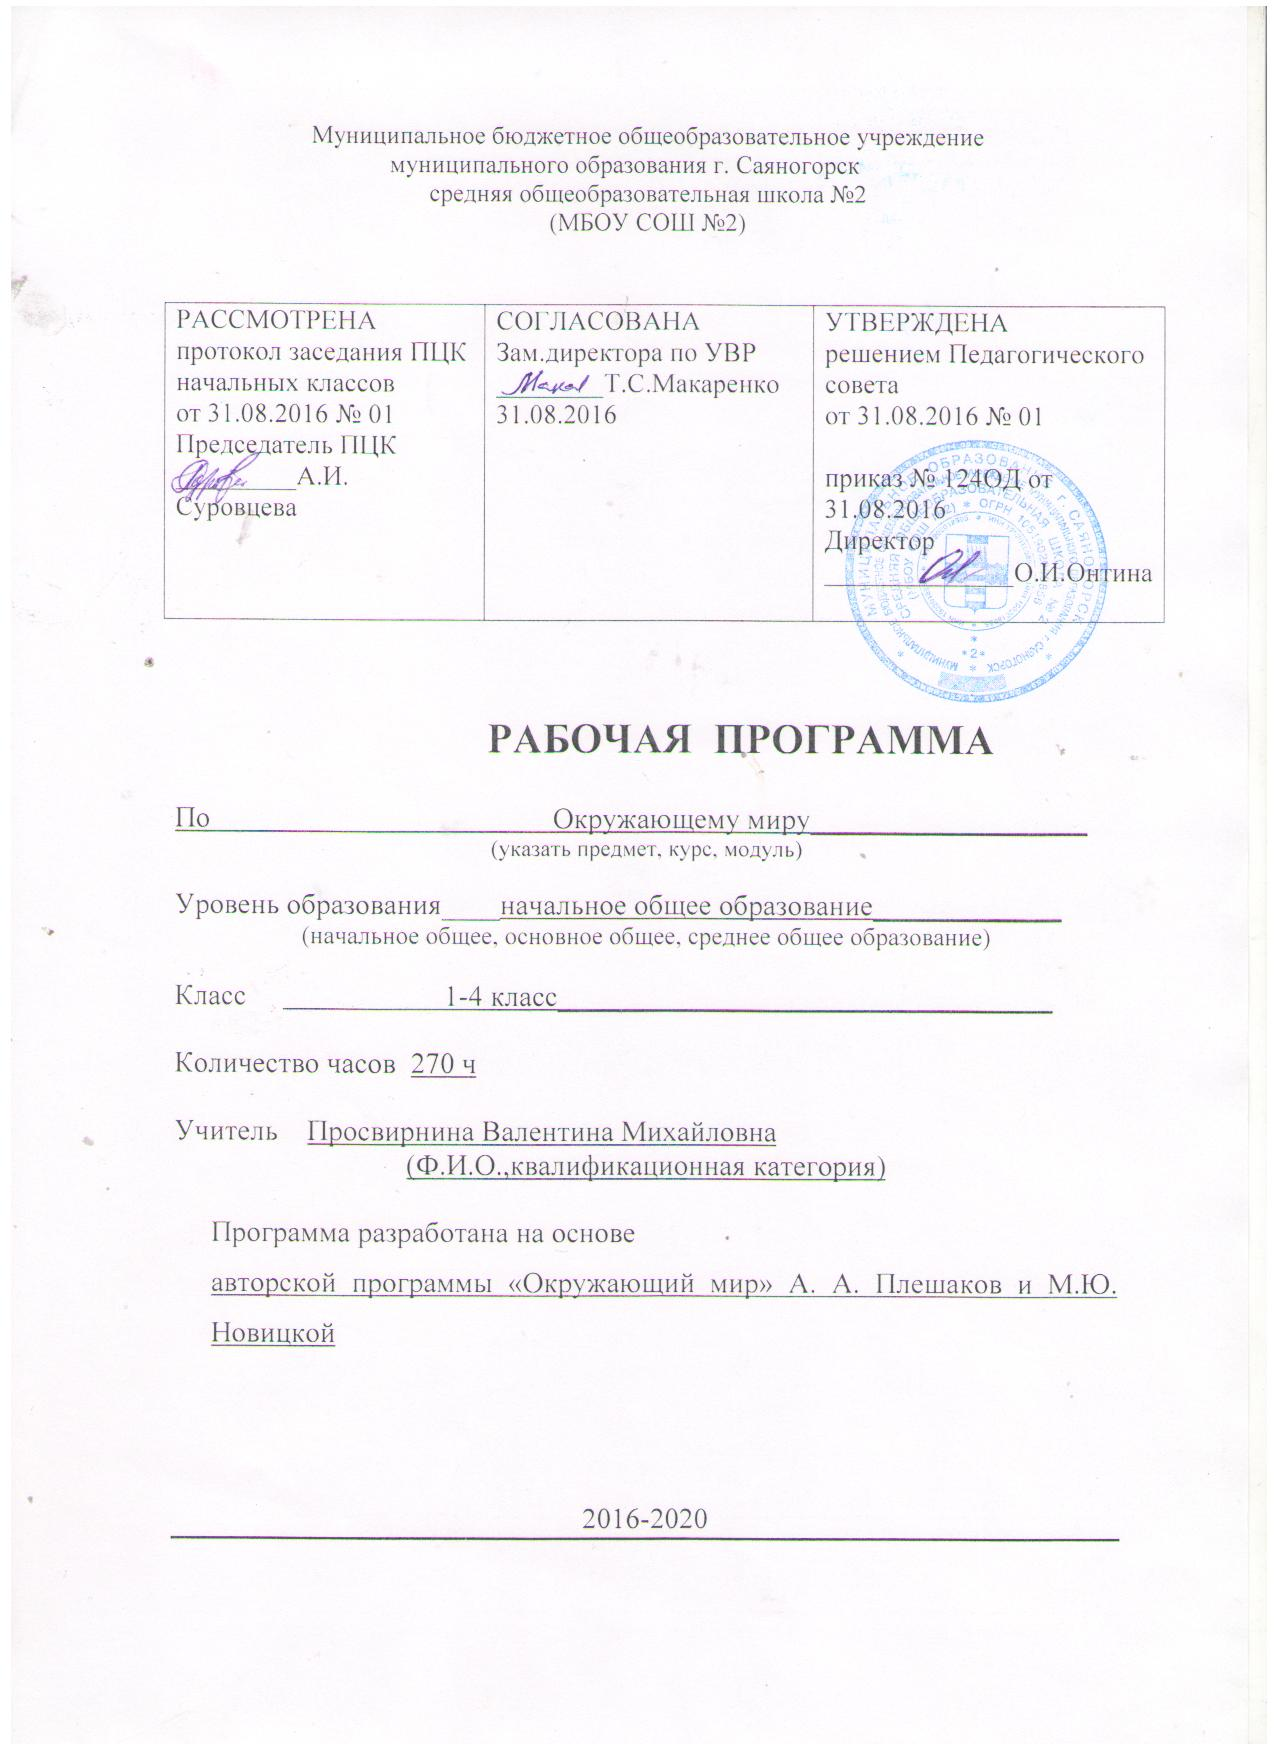 Муниципальное бюджетное общеобразовательное учреждение
муниципального образования г. Саяногорск
средняя общеобразовательная школа №2
(МБОУ СОШ №2)
РАССМОТРЕНА
протокол заседания ПЦК
начальных классов
от 31.08.2016 № 01
Председатель ПЦК
_________А.И.
Суровцева
СОГЛАСОВАНА
Зам.директора по УВР
________Т.С.Макаренко
31.08.2016
УТВЕРЖДЕНА
решением Педагогического
совета
от 31.08.2016 № 01
приказ № 124ОД от
31.08.2016
Директор
______________О.И.Онтина
РАБОЧАЯ ПРОГРАММА
По Окружающему миру
(указать предмет, курс, модуль)
Уровень образования____начальное общее образование
(начальное общее, основное общее, среднее общее образование)
Класс 1-4 класс
Количество часов 270 ч
Учитель Просвирнина Валентина Михайловна
(Ф.И.О.,квалификационная категория)
Программа разработана на основе
авторской программы «Окружающий мир» А. А. Плешаков и М.Ю.
Новицкой
2016-2020